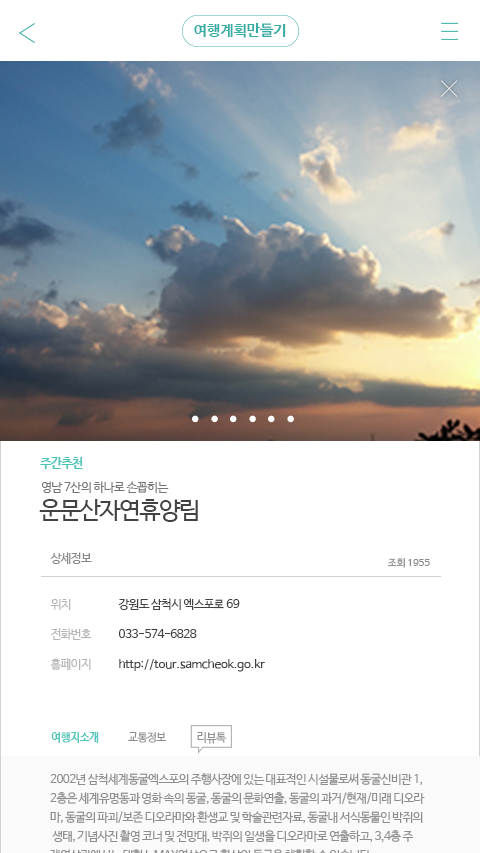 여행계획만들기
주간추천
영남 7산의 하나로 손꼽히는
운문산자연휴양림
상세정보 조회 1955
위치 강원도 삼척시 엑스포로 69
전화번호 033-574-6828
홈페이지 http://tour.samcheok.go.kr
여행지소개 교통정보 리뷰톡
2002년 삼척세계동굴엑스포의 주행사장에 있는 대표적인 시설물로써 동굴신비관 1,
2층은 세계유명동과 영화 속의 동굴, 동굴의 문화연출, 동굴의 과거/현재/미래 디오라
마, 동굴의 파괴/보존 디오라마와 환생교 및 학술관련자료, 동굴내 서식동물인 박쥐의
생태, 기념사진 촬영 코너 및 전망대, 박쥐의 일생을 디오라마로 연출하고, 3,4층 주